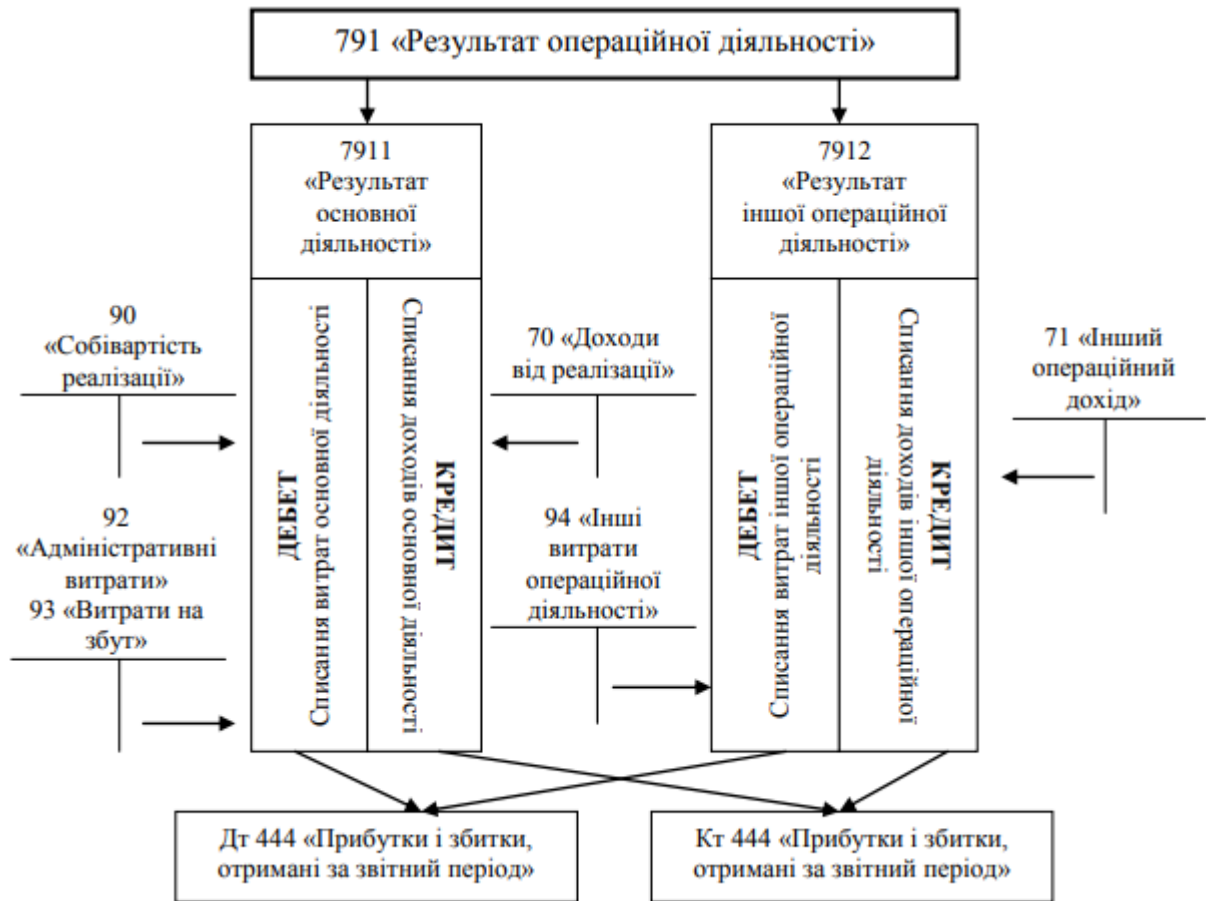 791 «Результат операційної діяльності»
7911
«Результат
основної
діяльності»
7912
«Результат
іншої операційної
діяльності»
90
«Собівартість
реалізації»
92
«Адміністративні
витрати»
93 «Витрати на
збут»
ДЕБЕТ
Списання витрат основної діяльності
КРЕДИТ
Списання доходів основної діяльності
70 «Доходи
від реалізації»
94 «Інші
витрати
операційної
діяльності»
ДЕБЕТ
Списання витрат іншої операційної
діяльності
КРЕДИТ
Списання доходів іншої операційної
діяльності
71 «Інший
операційний
дохід»
Дт 444 «Прибутки і збитки,
отримані за звітний період»
Кт 444 «Прибутки і збитки,
отримані за звітний період»